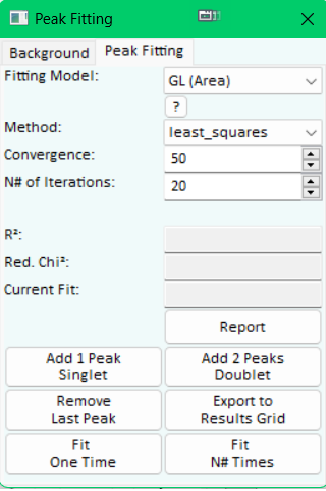 Peak Fitting
Background Peak Fitting
Fitting Model: GL (Area)
?
Method: least_squares
Convergence: 50
N# of Iterations: 20
R²:
Red. Chi²:
Current Fit:
Report
Add 1 Peak
Singlet
Add 2 Peaks
Doublet
Remove
Last Peak
Export to
Results Grid
Fit
One Time
Fit
N# Times